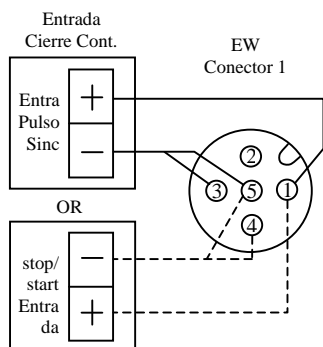 Entrada
Cierre Cont.
EW
Conector 1
Entra
Pulso
Sinc
+
−
2
3
5
1
4
OR
stop/
start
Entra
da
−
+